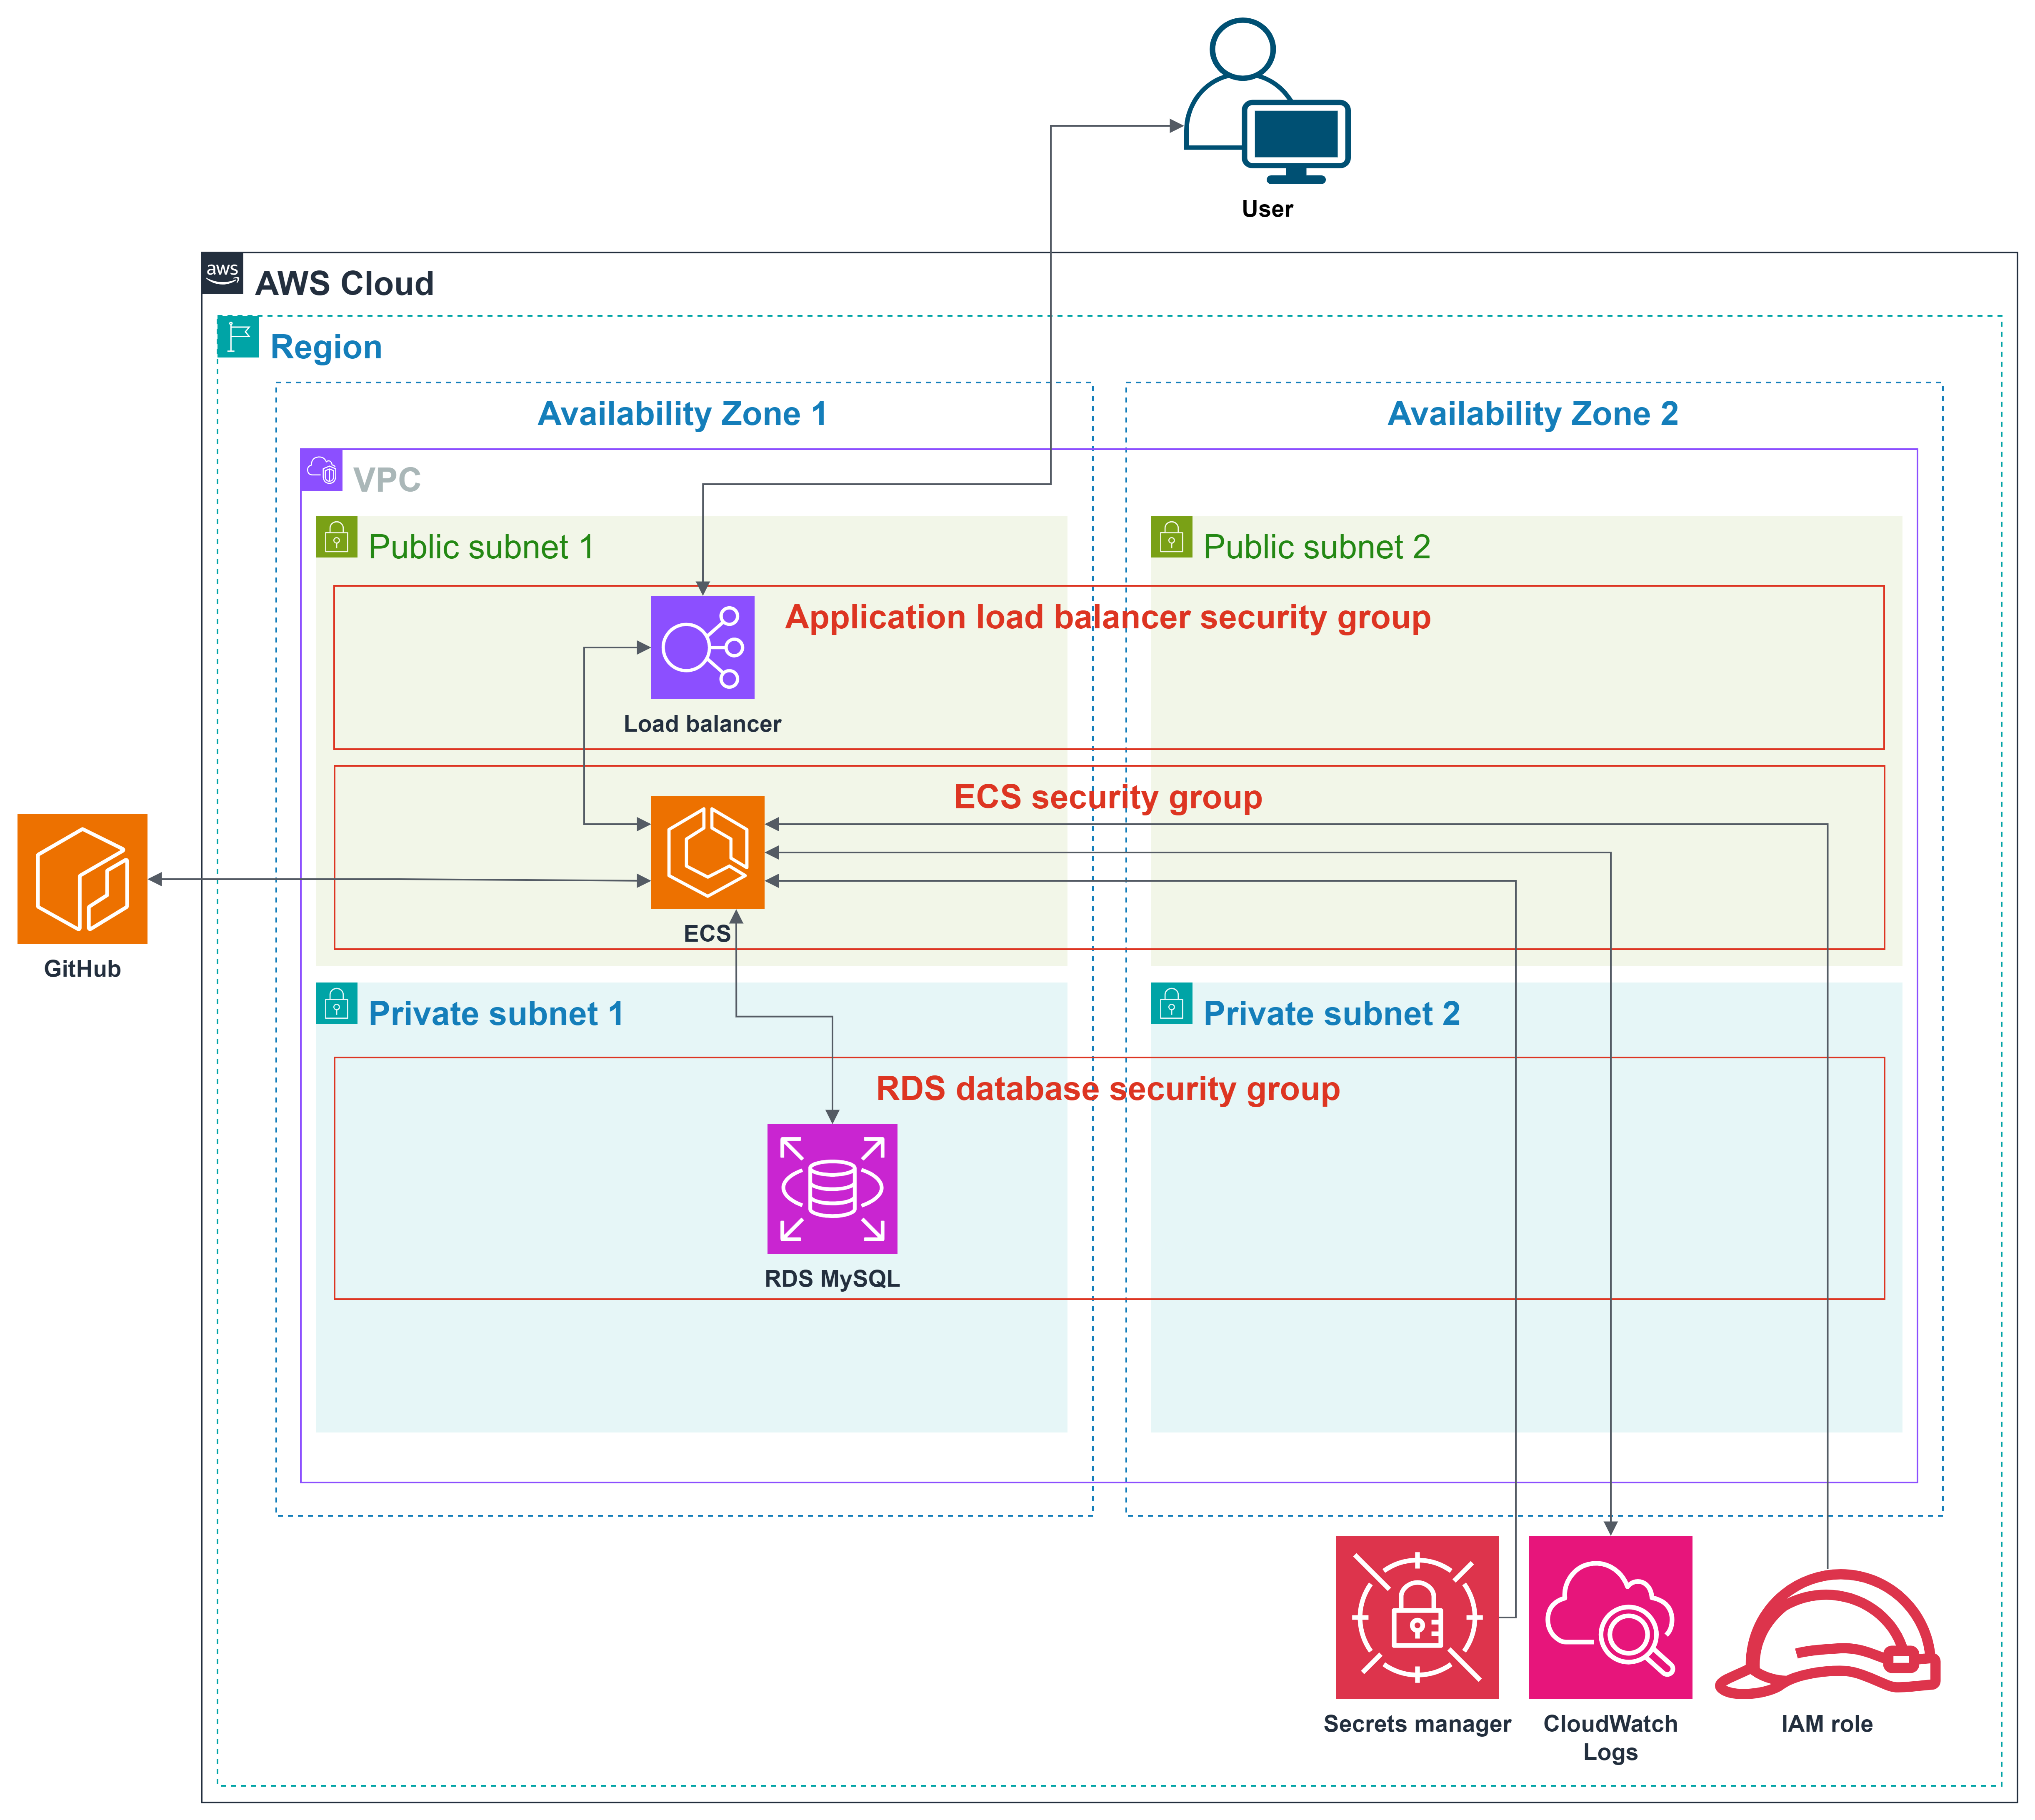 User
aws
AWS Cloud
Region
Availability Zone 1
Availability Zone 2
VPC
Public subnet 1
Public subnet 2
Application load balancer security group
Load balancer
ECS security group
ECS
GitHub
Private subnet 1
Private subnet 2
RDS database security group
RDS MySQL
Secrets manager
CloudWatch
Logs
IAM role